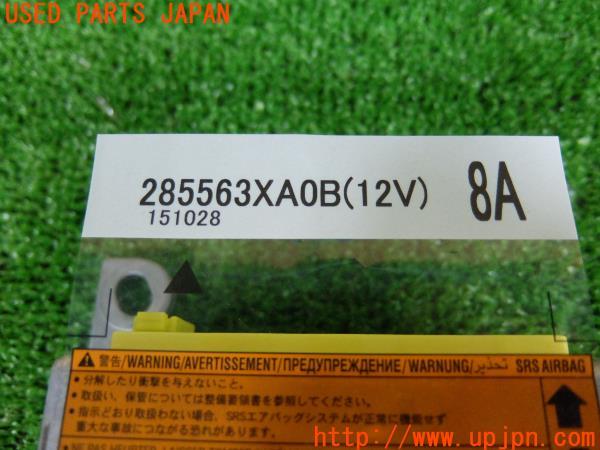 USED PARTS JAPAN
285563XA0B(12V) 8A
151028
警告/WARNING/AVERTISSEMENT/ПРЕДУПРЕЖДЕНИЕ/WARNUNG/تحذير SRS AIRBAG
• 分解したり衝撃を与えないこと。
• 取扱い、保管については整備要領書を参照してください。
• 指示どおり取扱わない場合、SRSエアバッグシステムが正常に機能せず
重大な事故につながる恐れがあります。
http://www.upjpn.com/